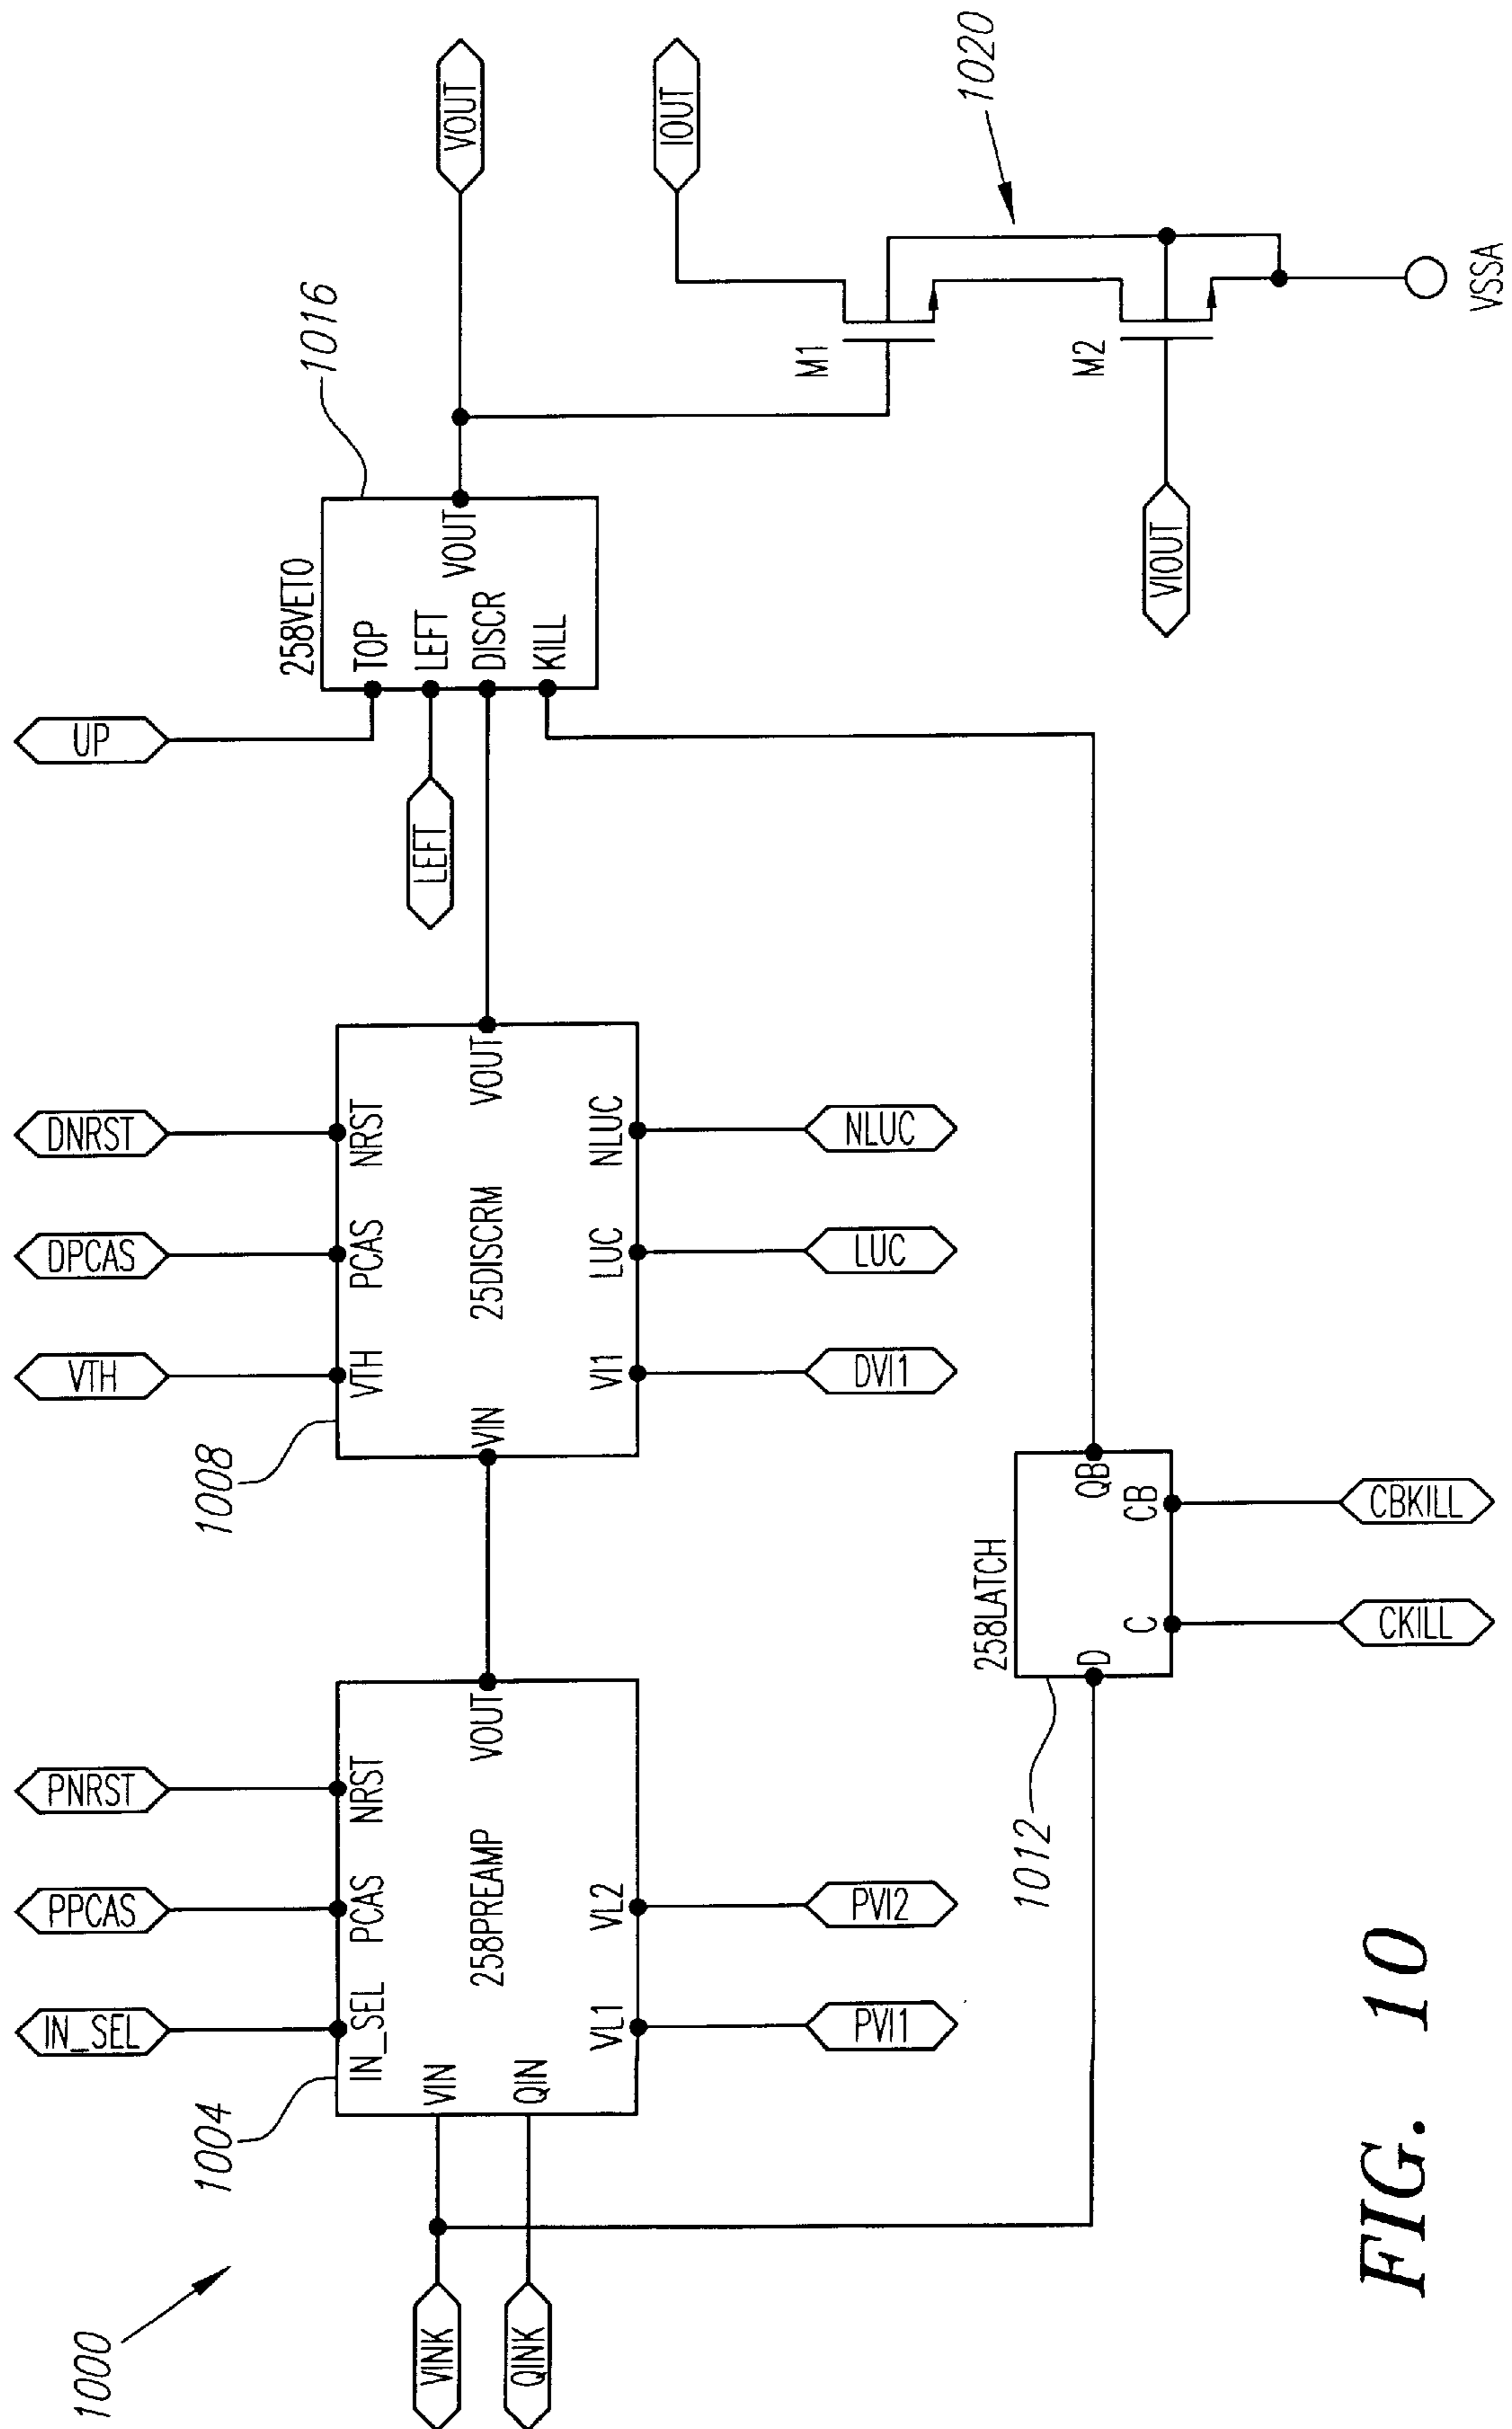 1000
1004
IN_SEL
PPCAS
PNRST
IN_SEL
PCAS
NRST
VINK
VIN
QINK
QIN
258PREAMP
VOUT
VL1
VL2
PVI1
PVI2
1008
VTH
DPCAS
DNRST
VTH
PCAS
NRST
VIN
25DISCRM
VOUT
VI1
LUC
NLUC
DVI1
LUC
NLUC
1012
258LATCH
D
QB
C
CB
CKILL
CBKILL
UP
LEFT
258VETO
1016
TOP
LEFT
DISCR
KILL
VOUT
VOUT
IOUT
M1
1020
M2
VIOUT
VSSA
FIG. 10